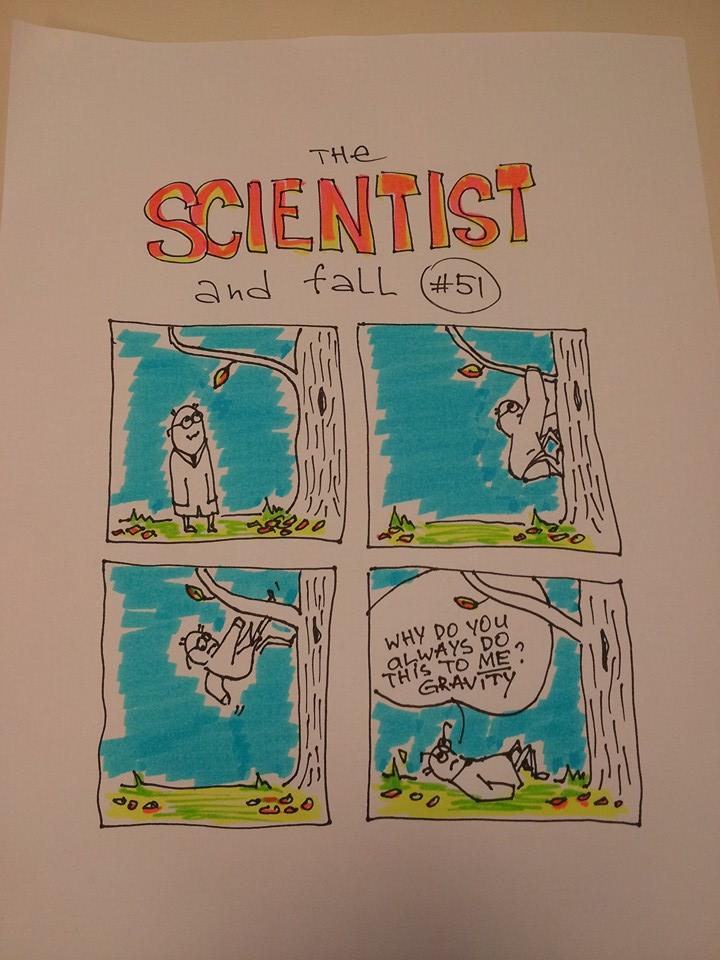 THE
SCIENTIST
and fall #51
WHY DO YOU
ALWAYS DO
THIS TO ME?
GRAVITY